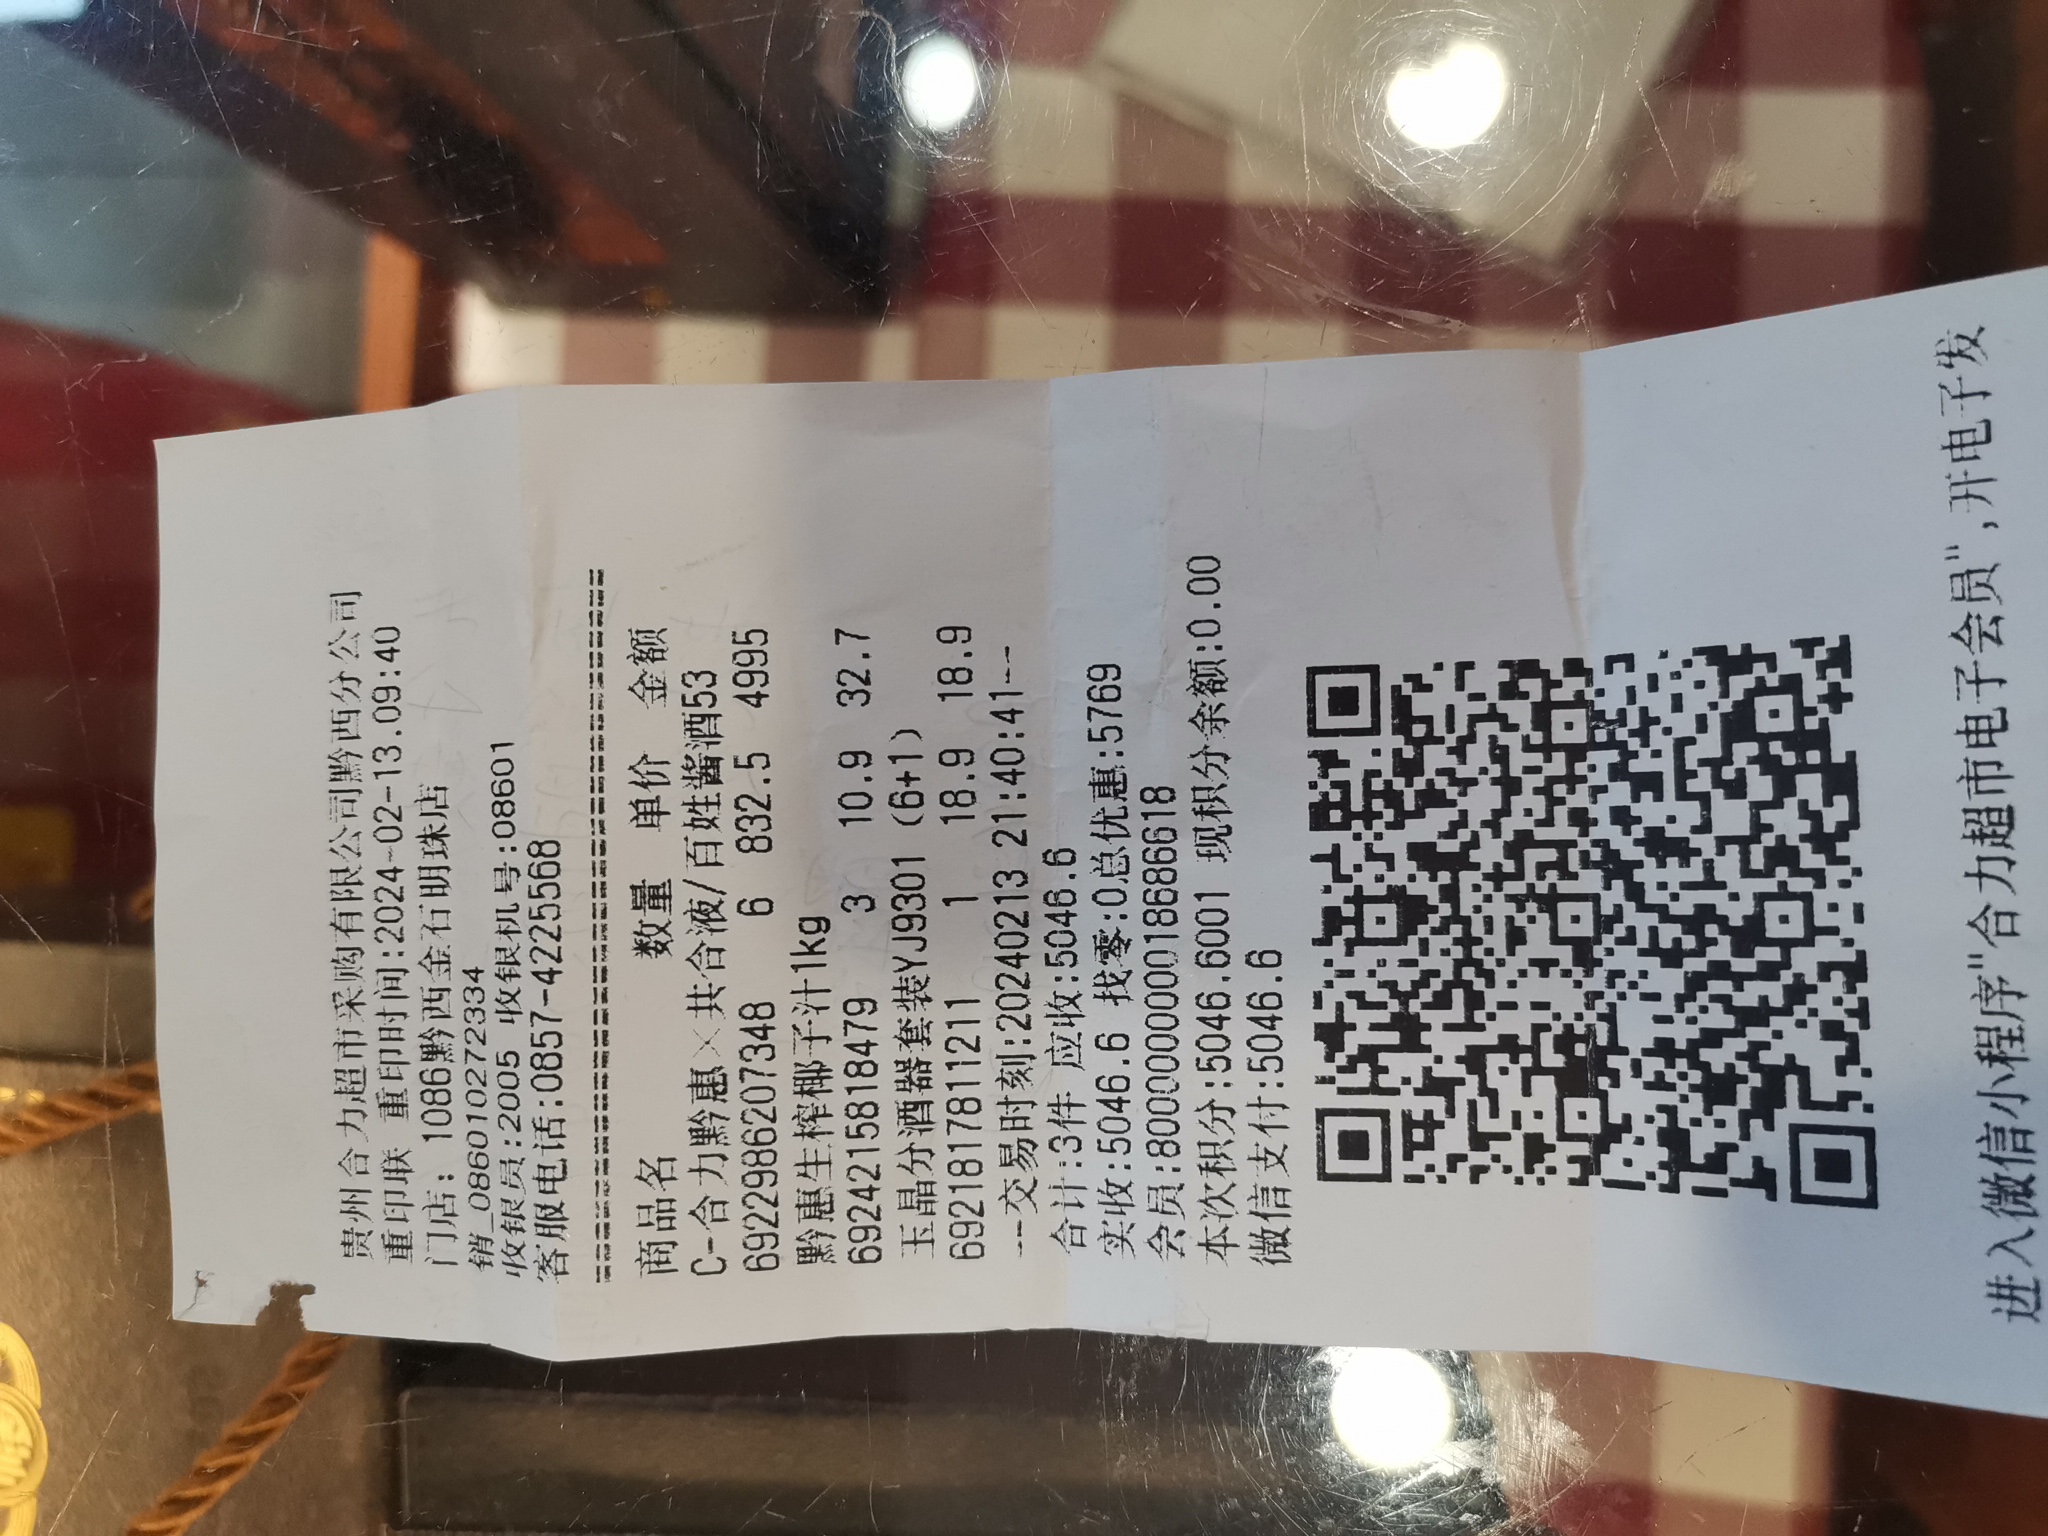 贵州合力超市采购有限公司黔西分公司
重印联 重印时间:2024-02-13.09:40
门店: 1086黔西金石明珠店
销_086010272334
收银员:2005 收银机号:08601
客服电话:0857-4225568
商品名 数量 单价 金额
C-合力黔惠×共合液/百姓酱酒53
6922986207348 6 832.5 4995
黔惠生榨椰子汁1kg
6924215818479 3 10.9 32.7
玉晶分酒器套装YJ9301 (6+1)
6921817811211 1 18.9 18.9
--交易时刻:20240213 21:40:41--
合计:3件 应收:5046.6
实收:5046.6 找零:0总优惠:5769
会员:8000000001868661​8
本次积分:5046.6001 现积分余额:0.00
微信支付:5046.6
进入微信小程序"合力超市电子会员",开电子发